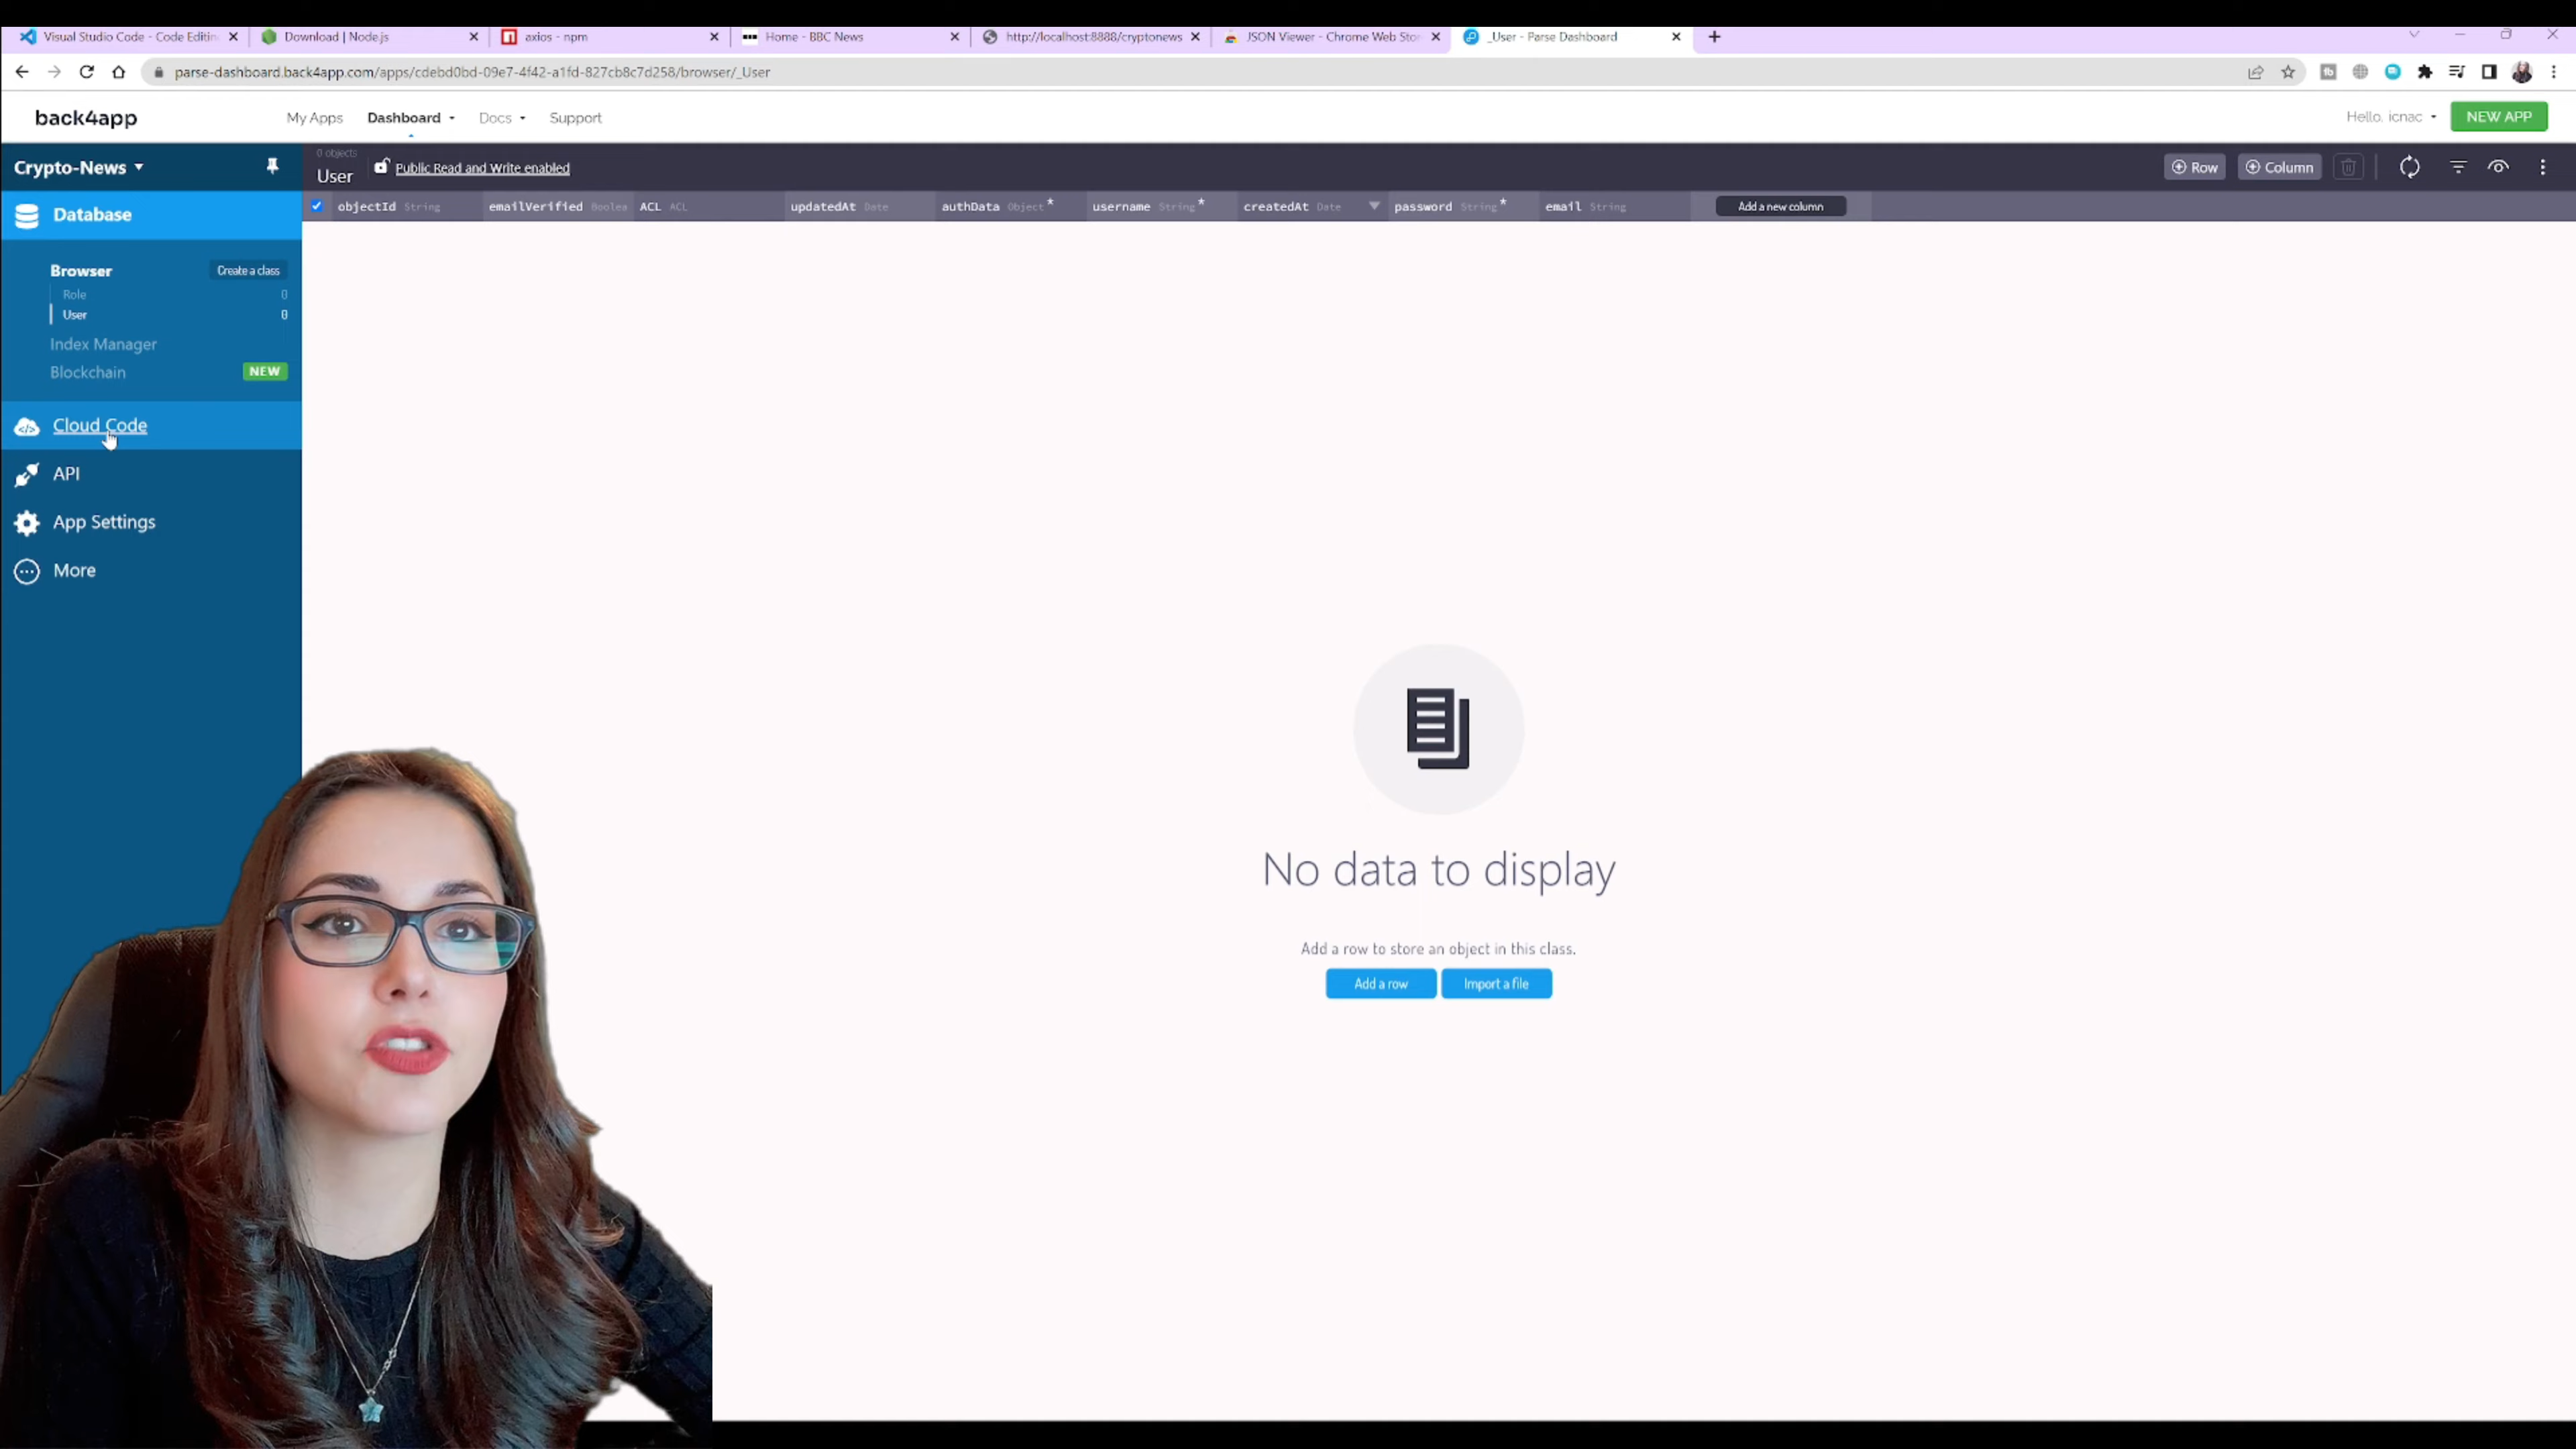 Visual Studio Code - Code Editin
Download | Node.js
axios - npm
Home - BBC News
http://localhost:8888/cryptonews
JSON Viewer - Chrome Web Sto
_User - Parse Dashboard
parse-dashboard.back4app.com/apps/cdebd0bd-09e7-4f42-a1fd-827cb8c7d258/browser/_User
back4app
My Apps
Dashboard
Docs
Support
Hello, icnac
NEW APP
Crypto-News
0 objects
User
Public Read and Write enabled
Row
Column
objectId String
emailVerified Boolea
ACL ACL
updatedAt Date
authData Object*
username String*
createdAt Date
password String*
email String
Add a new column
Database
Browser
Create a class
Role 0
User 0
Index Manager
Blockchain NEW
Cloud Code
API
App Settings
More
No data to display
Add a row to store an object in this class.
Add a row
Import a file